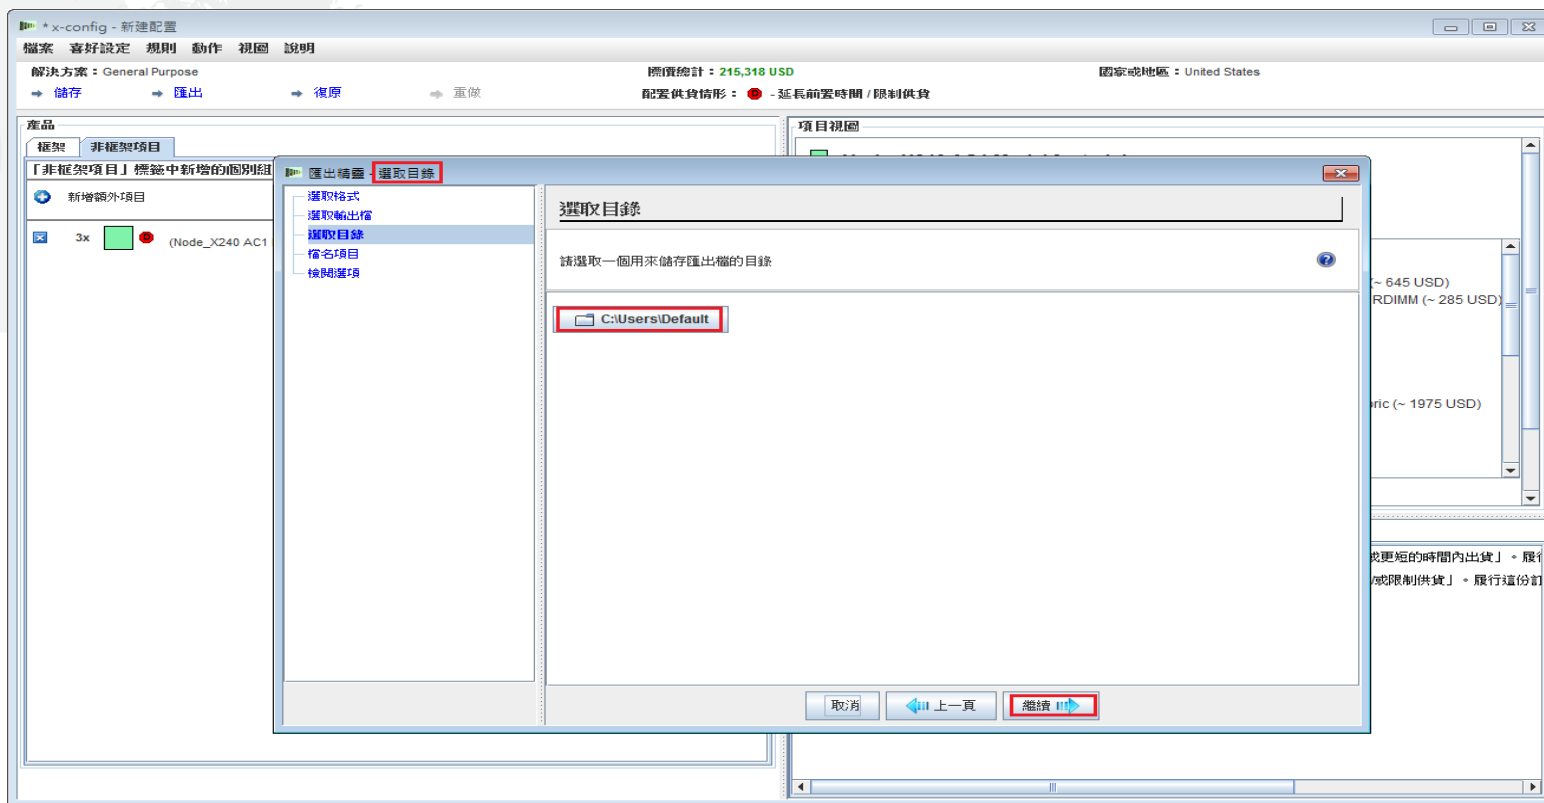 * x-config - 新建配置
檔案 喜好設定 規則 動作 視圖 說明
解決方案：General Purpose
標價總計：215,318 USD
國家或地區：United States
儲存 匯出 復原 重做
配置供貨情形： D - 延長前置時間 / 限制供貨
產品
框架 非框架項目
「非框架項目」標籤中新增的個別組
新增額外項目
3x D (Node_X240 AC1
項目視圖
匯出精靈 - 選取目錄
選取格式
選取輸出檔
選取目錄
檔名項目
檢閱選項
選取目錄
請選取一個用來儲存匯出檔的目錄
C:\Users\Default
取消 上一頁 繼續
(~ 645 USD)
RDIMM (~ 285 USD)
ric (~ 1975 USD)
或更短的時間內出貨」。履行
/或限制供貨」。履行這份訂